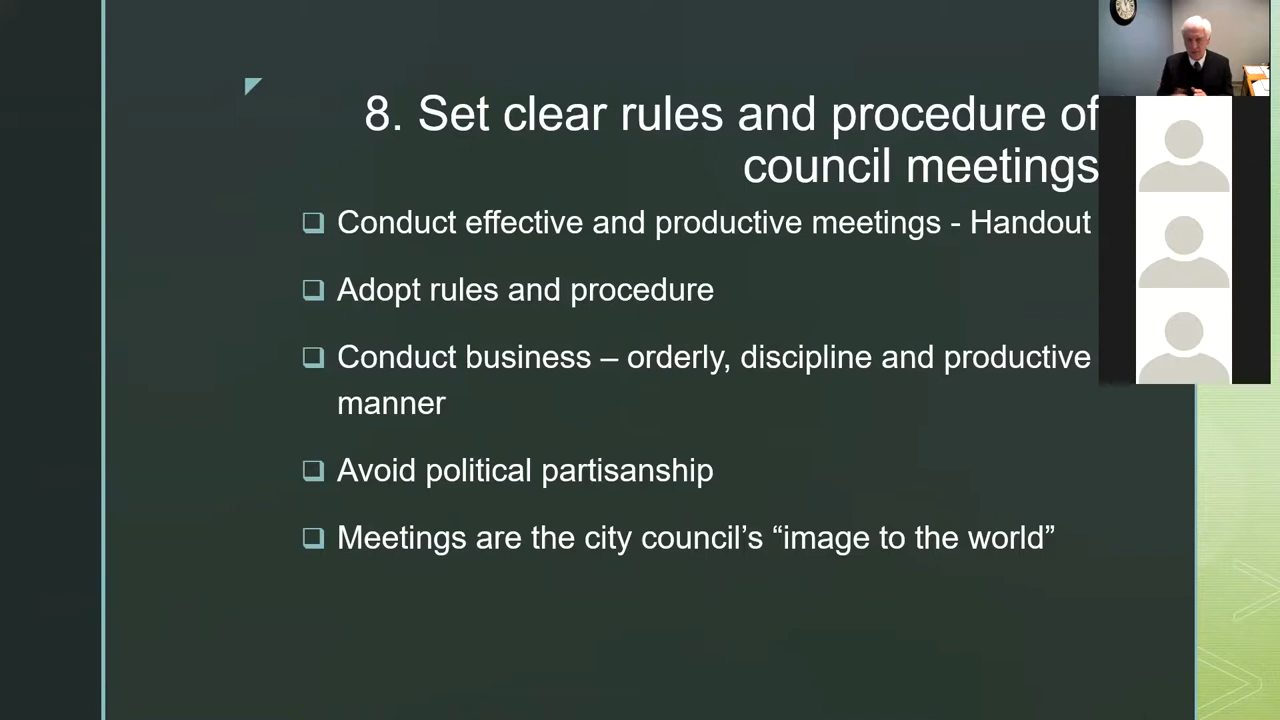 8. Set clear rules and procedure of
council meetings
❑ Conduct effective and productive meetings - Handout
❑ Adopt rules and procedure
❑ Conduct business – orderly, discipline and productive
manner
❑ Avoid political partisanship
❑ Meetings are the city council’s “image to the world”